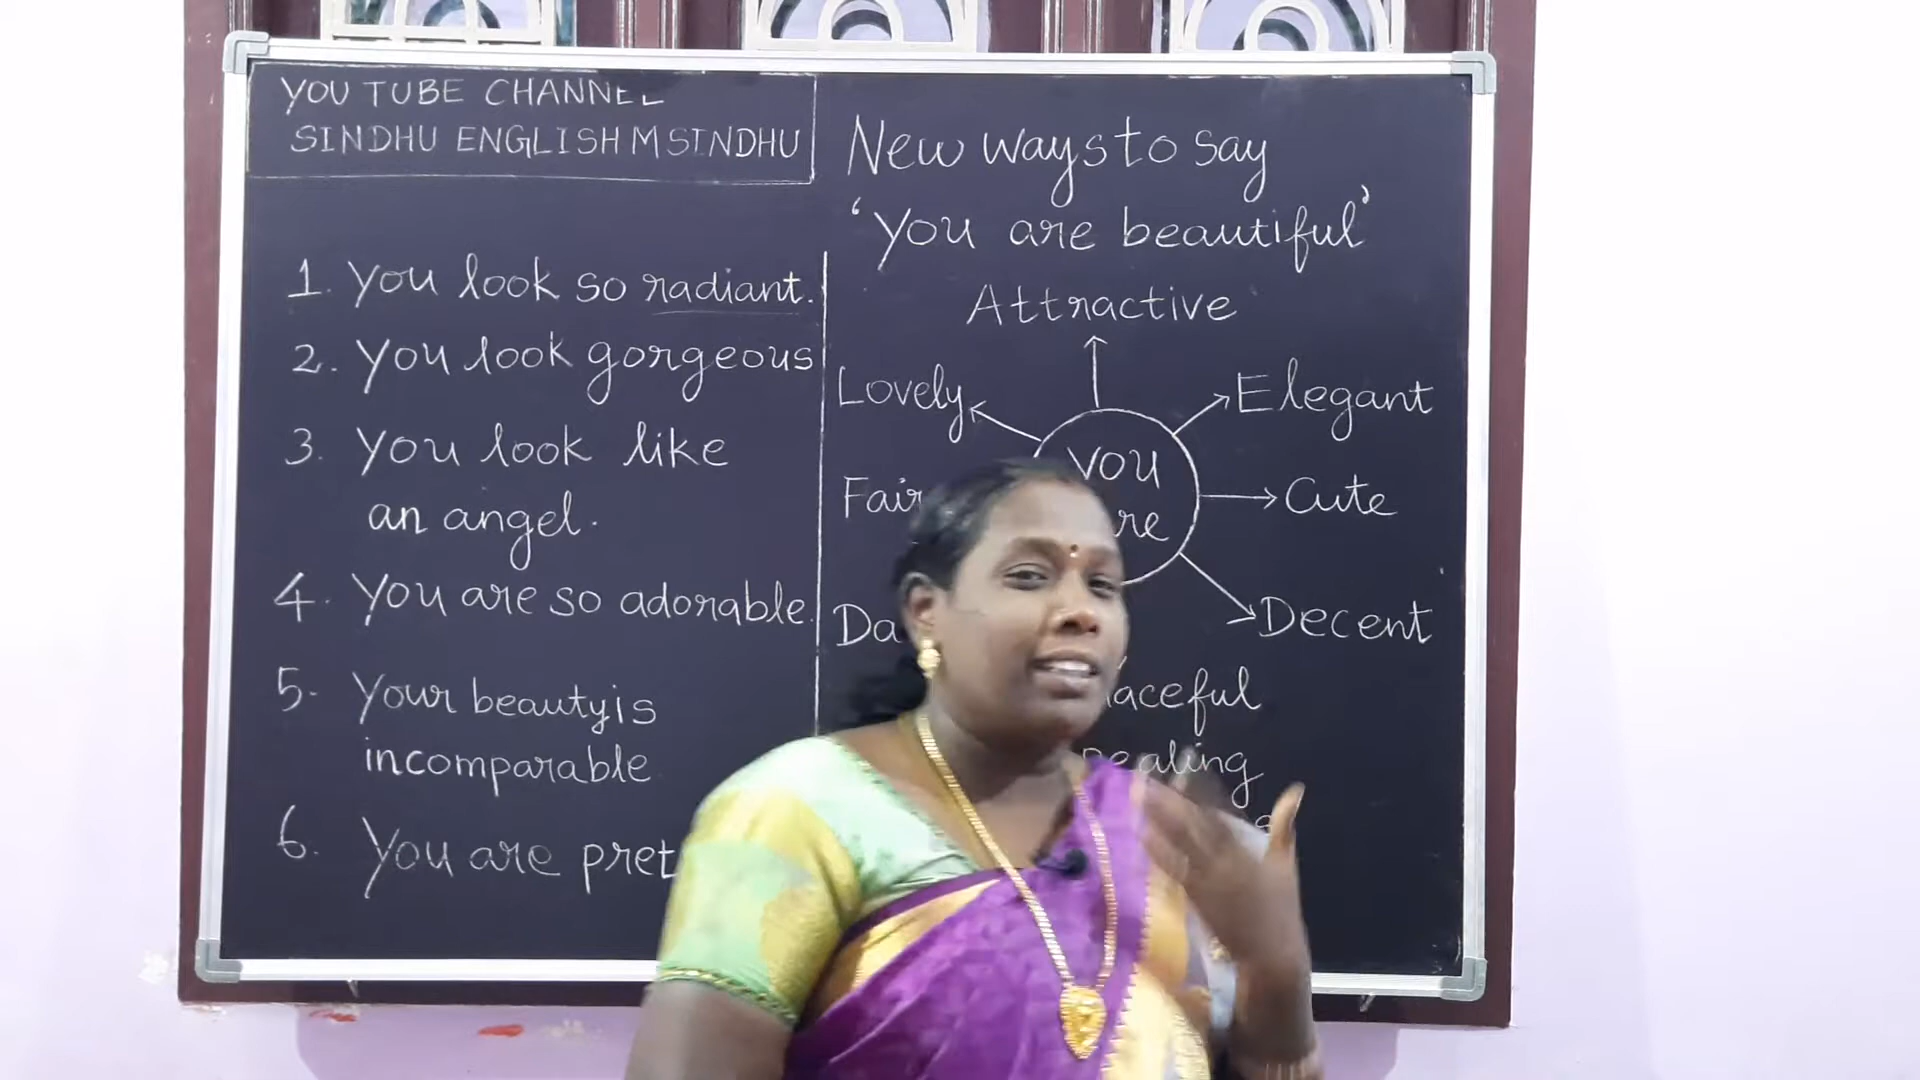 YOU TUBE CHANNEL
SINDHU ENGLISH M SINDHU
1. You look so radiant.
2. You look gorgeous
3. You look like
an angel.
4. You are so adorable.
5. Your beauty is
incomparable
6. You are
New ways to say
'You are beautiful'
Attractive
Lovely
Elegant
You
Fair
Cute
Decent